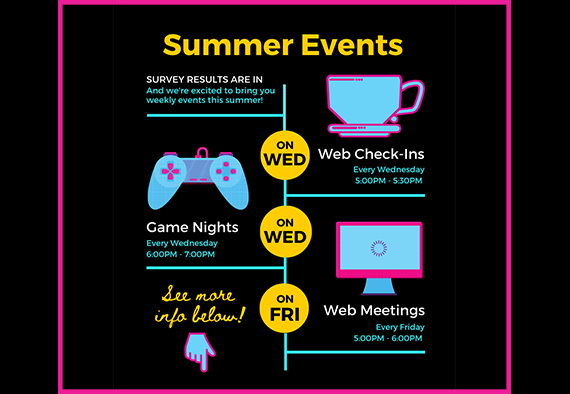 Summer Events
SURVEY RESULTS ARE IN
And we're excited to bring you
weekly events this summer!
ON
WED
Web Check-Ins
Every Wednesday
5:00PM - 5:30PM
Game Nights
Every Wednesday
6:00PM - 7:00PM
ON
WED
See more
info below!
ON
FRI
Web Meetings
Every Friday
5:00PM - 6:00PM